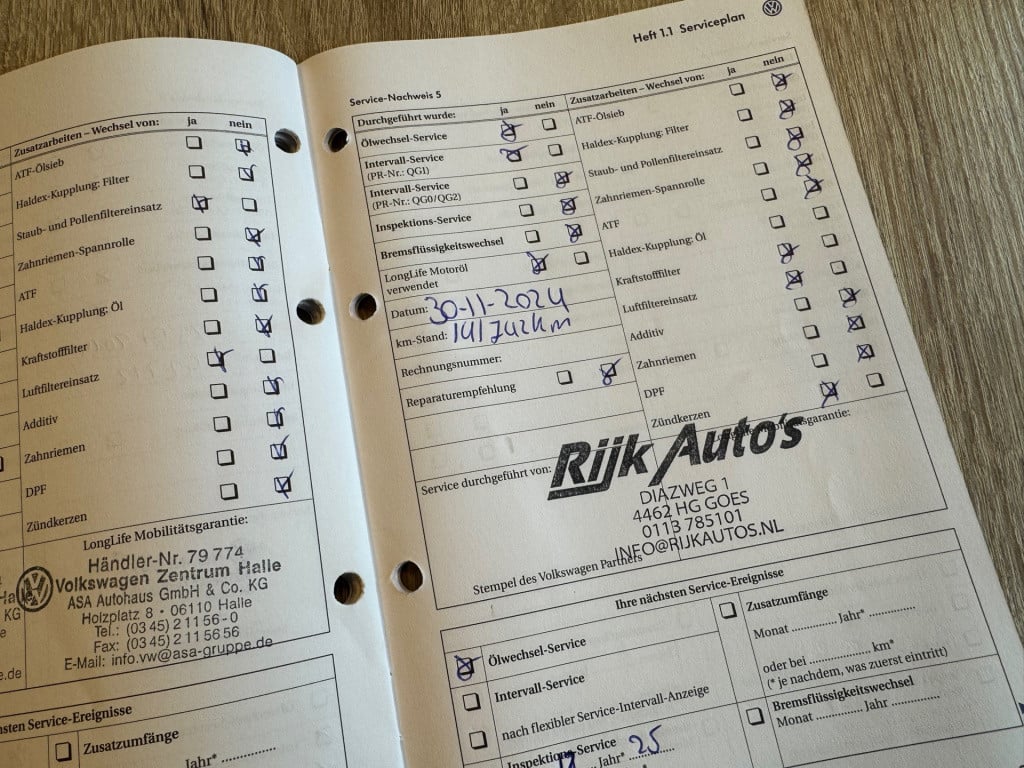 Zusatzarbeiten – Wechsel von: ja nein
ATF-Ölsieb
Haldex-Kupplung: Filter
Staub- und Pollenfiltereinsatz
Zahnriemen-Spannrolle
ATF
Haldex-Kupplung: Öl
Kraftstofffilter
Luftfiltereinsatz
Additiv
Zahnriemen
DPF
Zündkerzen
LongLife Mobilitätsgarantie:
Händler-Nr. 79 774
Volkswagen Zentrum Halle
ASA Autohaus GmbH & Co. KG
Holzplatz 8 · 06110 Halle
Tel.: (03 45) 2 11 56-0
Fax: (03 45) 2 11 56 56
E-Mail: info.vw@asa-gruppe.de
KG
Service-Ereignisse
Zusatzumfänge
Jahr* ..............
Heft 1.1 Serviceplan
Service-Nachweis 5
Durchgeführt wurde: ja nein
Ölwechsel-Service
Intervall-Service
(PR-Nr.: QG1)
Intervall-Service
(PR-Nr.: QG0/QG2)
Inspektions-Service
Bremsflüssigkeitswechsel
LongLife Motoröl
verwendet
Datum: 30-11-2024
km-Stand: 141742km
Rechnungsnummer:
Reparaturempfehlung
Zusatzarbeiten – Wechsel von: ja nein
ATF-Ölsieb
Haldex-Kupplung: Filter
Staub- und Pollenfiltereinsatz
Zahnriemen-Spannrolle
ATF
Haldex-Kupplung: Öl
Kraftstofffilter
Luftfiltereinsatz
Additiv
Zahnriemen
DPF
Zündkerzen
Service durchgeführt von:
Rijk Auto's
DIAZWEG 1
4462 HG GOES
0113 785101
INFO@RIJKAUTOS.NL
Stempel des Volkswagen Partners
Ihre nächsten Service-Ereignisse
Ölwechsel-Service
Intervall-Service
nach flexibler Service-Intervall-Anzeige
Inspektions-Service
Jahr* 25
Zusatzumfänge
Monat .............. Jahr* ..............
oder bei .................... km*
(* je nachdem, was zuerst eintritt)
Bremsflüssigkeitswechsel
Monat .............. Jahr ..............